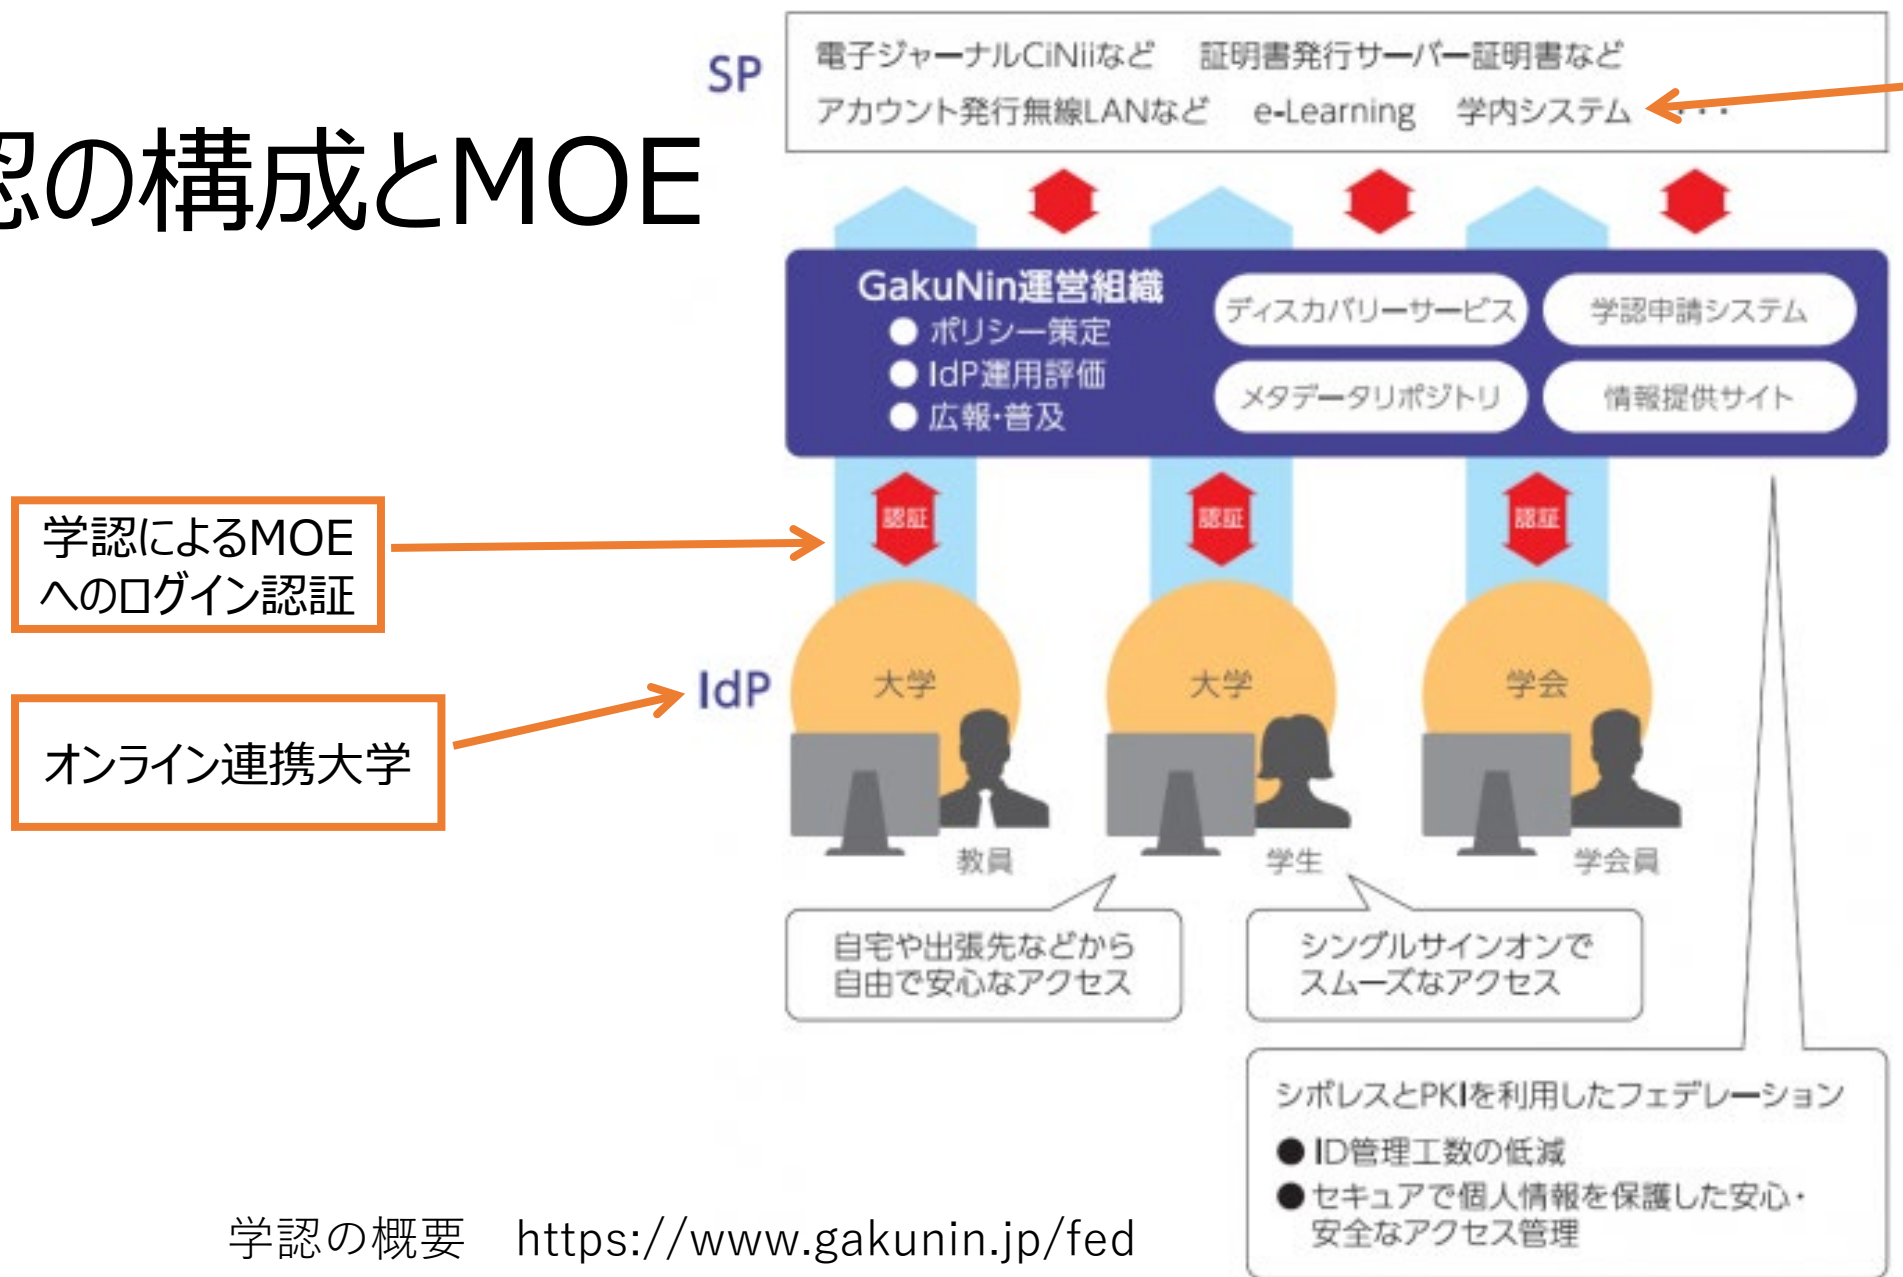 認の構成とMOE
SP
電子ジャーナルCiNiiなど 証明書発行サーバー証明書など
アカウント発行無線LANなど e-Learning 学内システム ・・・
GakuNin運営組織
● ポリシー策定
● IdP運用評価
● 広報・普及
ディスカバリーサービス
学認申請システム
メタデータリポジトリ
情報提供サイト
認証
認証
認証
学認によるMOE
へのログイン認証
オンライン連携大学
IdP
大学
大学
学会
教員
学生
学会員
自宅や出張先などから
自由で安心なアクセス
シングルサインオンで
スムーズなアクセス
シボレスとPKIを利用したフェデレーション
● ID管理工数の低減
● セキュアで個人情報を保護した安心・
安全なアクセス管理
学認の概要 https://www.gakunin.jp/fed